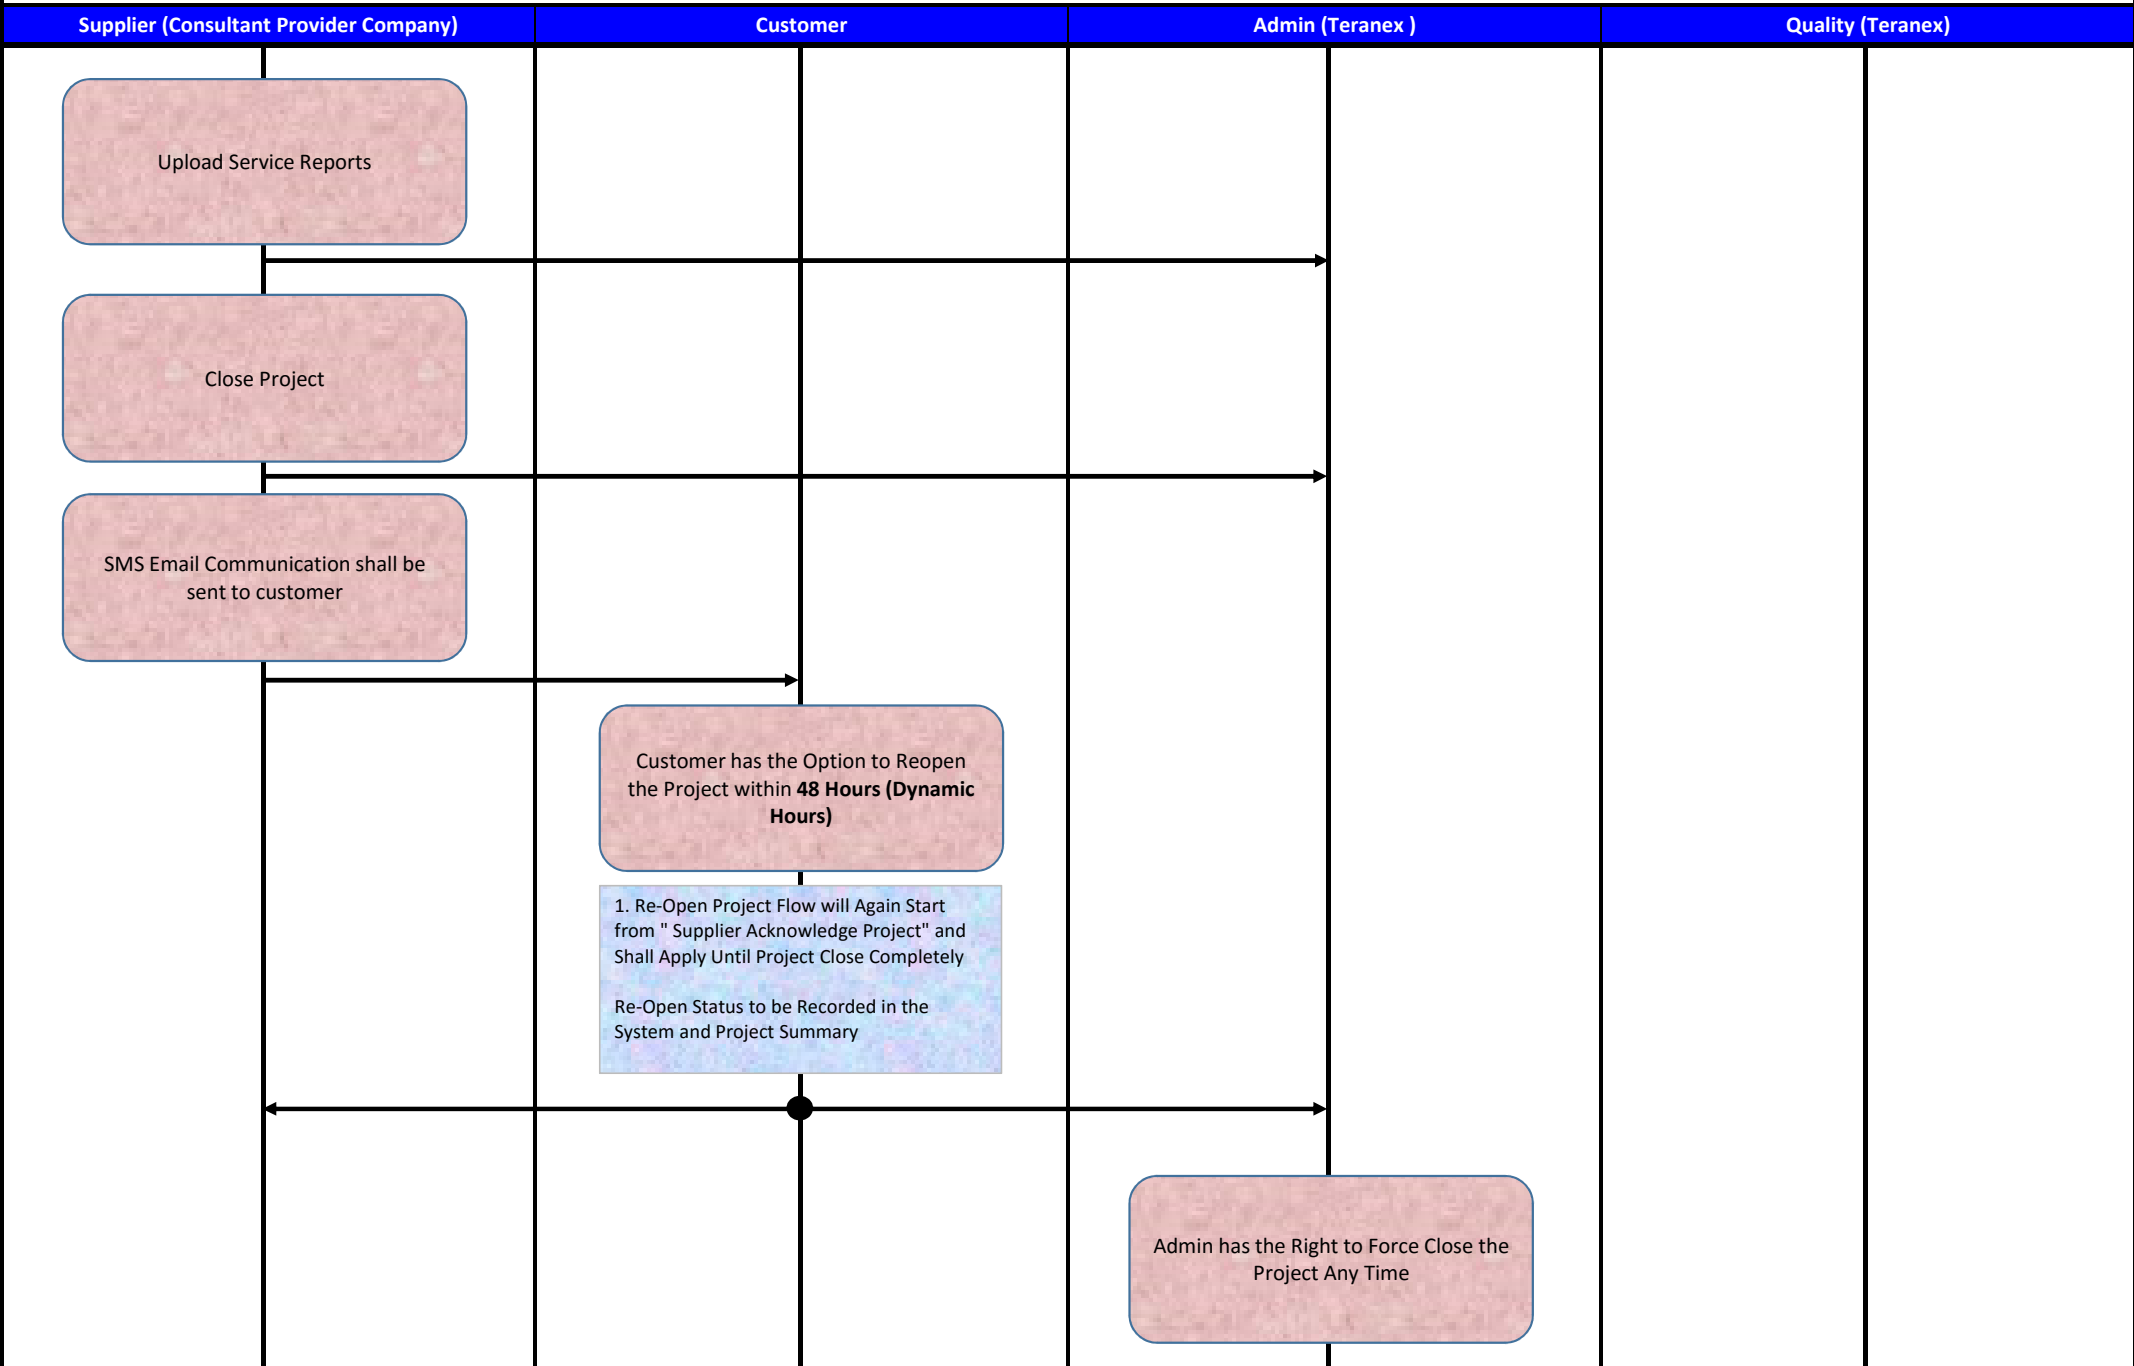 Supplier (Consultant Provider Company)
Customer
Admin (Teranex )
Quality (Teranex)
Upload Service Reports
Close Project
SMS Email Communication shall be
sent to customer
Customer has the Option to Reopen
the Project within 48 Hours (Dynamic
Hours)
1. Re-Open Project Flow will Again Start
from " Supplier Acknowledge Project" and
Shall Apply Until Project Close Completely
Re-Open Status to be Recorded in the
System and Project Summary
Admin has the Right to Force Close the
Project Any Time